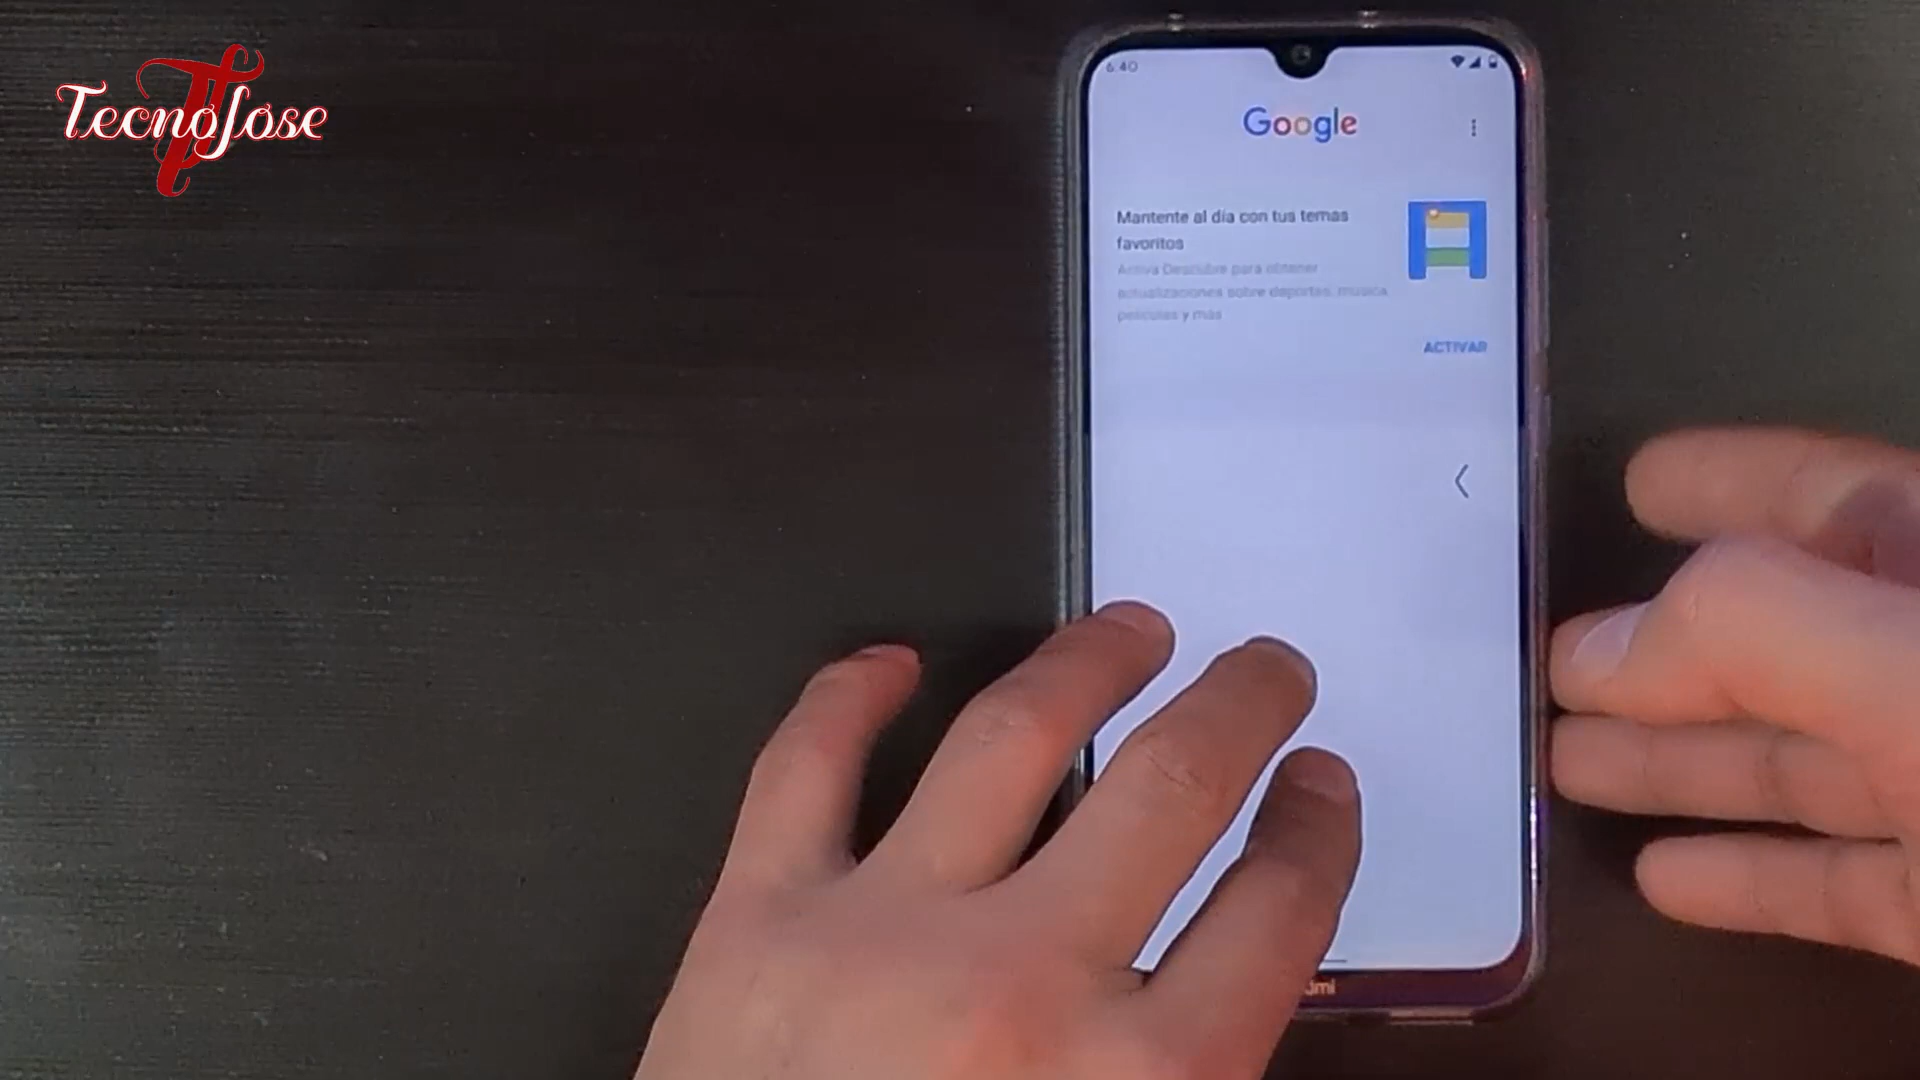 TecnoJose
6:40
Google
Mantente al día con tus temas
favoritos
Activa Descubre para obtener
actualizaciones sobre deportes, música,
películas y más
ACTIVAR